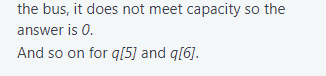 the bus, it does not meet capacity so the
answer is 0.
And so on for q[5] and q[6].